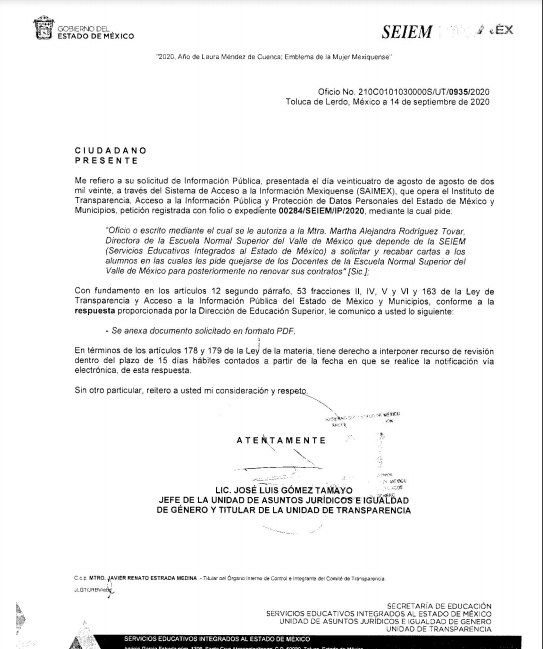 GOBIERNO DEL
ESTADO DE MÉXICO
SEIEM
ÉX
"2020, Año de Laura Méndez de Cuenca; Emblema de la Mujer Mexiquense"
Oficio No. 210C0101030000S/UT/0935/2020
Toluca de Lerdo, México a 14 de septiembre de 2020
CIUDADANO
PRESENTE
Me refiero a su solicitud de Información Pública, presentada el día veinticuatro de agosto de agosto de dos
mil veinte, a través del Sistema de Acceso a la Información Mexiquense (SAIMEX), que opera el Instituto de
Transparencia, Acceso a la Información Pública y Protección de Datos Personales del Estado de México y
Municipios, petición registrada con folio o expediente 00284/SEIEM/IP/2020, mediante la cual pide:
"Oficio o escrito mediante el cual se le autoriza a la Mtra. Martha Alejandra Rodríguez Tovar,
Directora de la Escuela Normal Superior del Valle de México que depende de la SEIEM
(Servicios Educativos Integrados al Estado de México) a solicitar y recabar cartas a los
alumnos en las cuales les pide quejarse de los Docentes de la Escuela Normal Superior del
Valle de México para posteriormente no renovar sus contratos" [Sic.];
Con fundamento en los artículos 12 segundo párrafo, 53 fracciones II, IV, V y VI y 163 de la Ley de
Transparencia y Acceso a la Información Pública del Estado de México y Municipios, conforme a la
respuesta proporcionada por la Dirección de Educación Superior, le comunico a usted lo siguiente:
- Se anexa documento solicitado en formato PDF.
En términos de los artículos 178 y 179 de la Ley de la materia, tiene derecho a interponer recurso de revisión
dentro del plazo de 15 días hábiles contados a partir de la fecha en que se realice la notificación vía
electrónica, de esta respuesta.
Sin otro particular, reitero a usted mi consideración y respeto.
ATENTAMENTE
LIC. JOSÉ LUIS GÓMEZ TAMAYO
JEFE DE LA UNIDAD DE ASUNTOS JURÍDICOS E IGUALDAD
DE GÉNERO Y TITULAR DE LA UNIDAD DE TRANSPARENCIA
C.c.p. MTRO. JAVIER RENATO ESTRADA MEDINA. - Titular del Órgano Interno de Control e Integrante del Comité de Transparencia.
SECRETARÍA DE EDUCACIÓN
SERVICIOS EDUCATIVOS INTEGRADOS AL ESTADO DE MÉXICO
UNIDAD DE ASUNTOS JURÍDICOS E IGUALDAD DE GÉNERO
UNIDAD DE TRANSPARENCIA
SERVICIOS EDUCATIVOS INTEGRADOS AL ESTADO DE MÉXICO